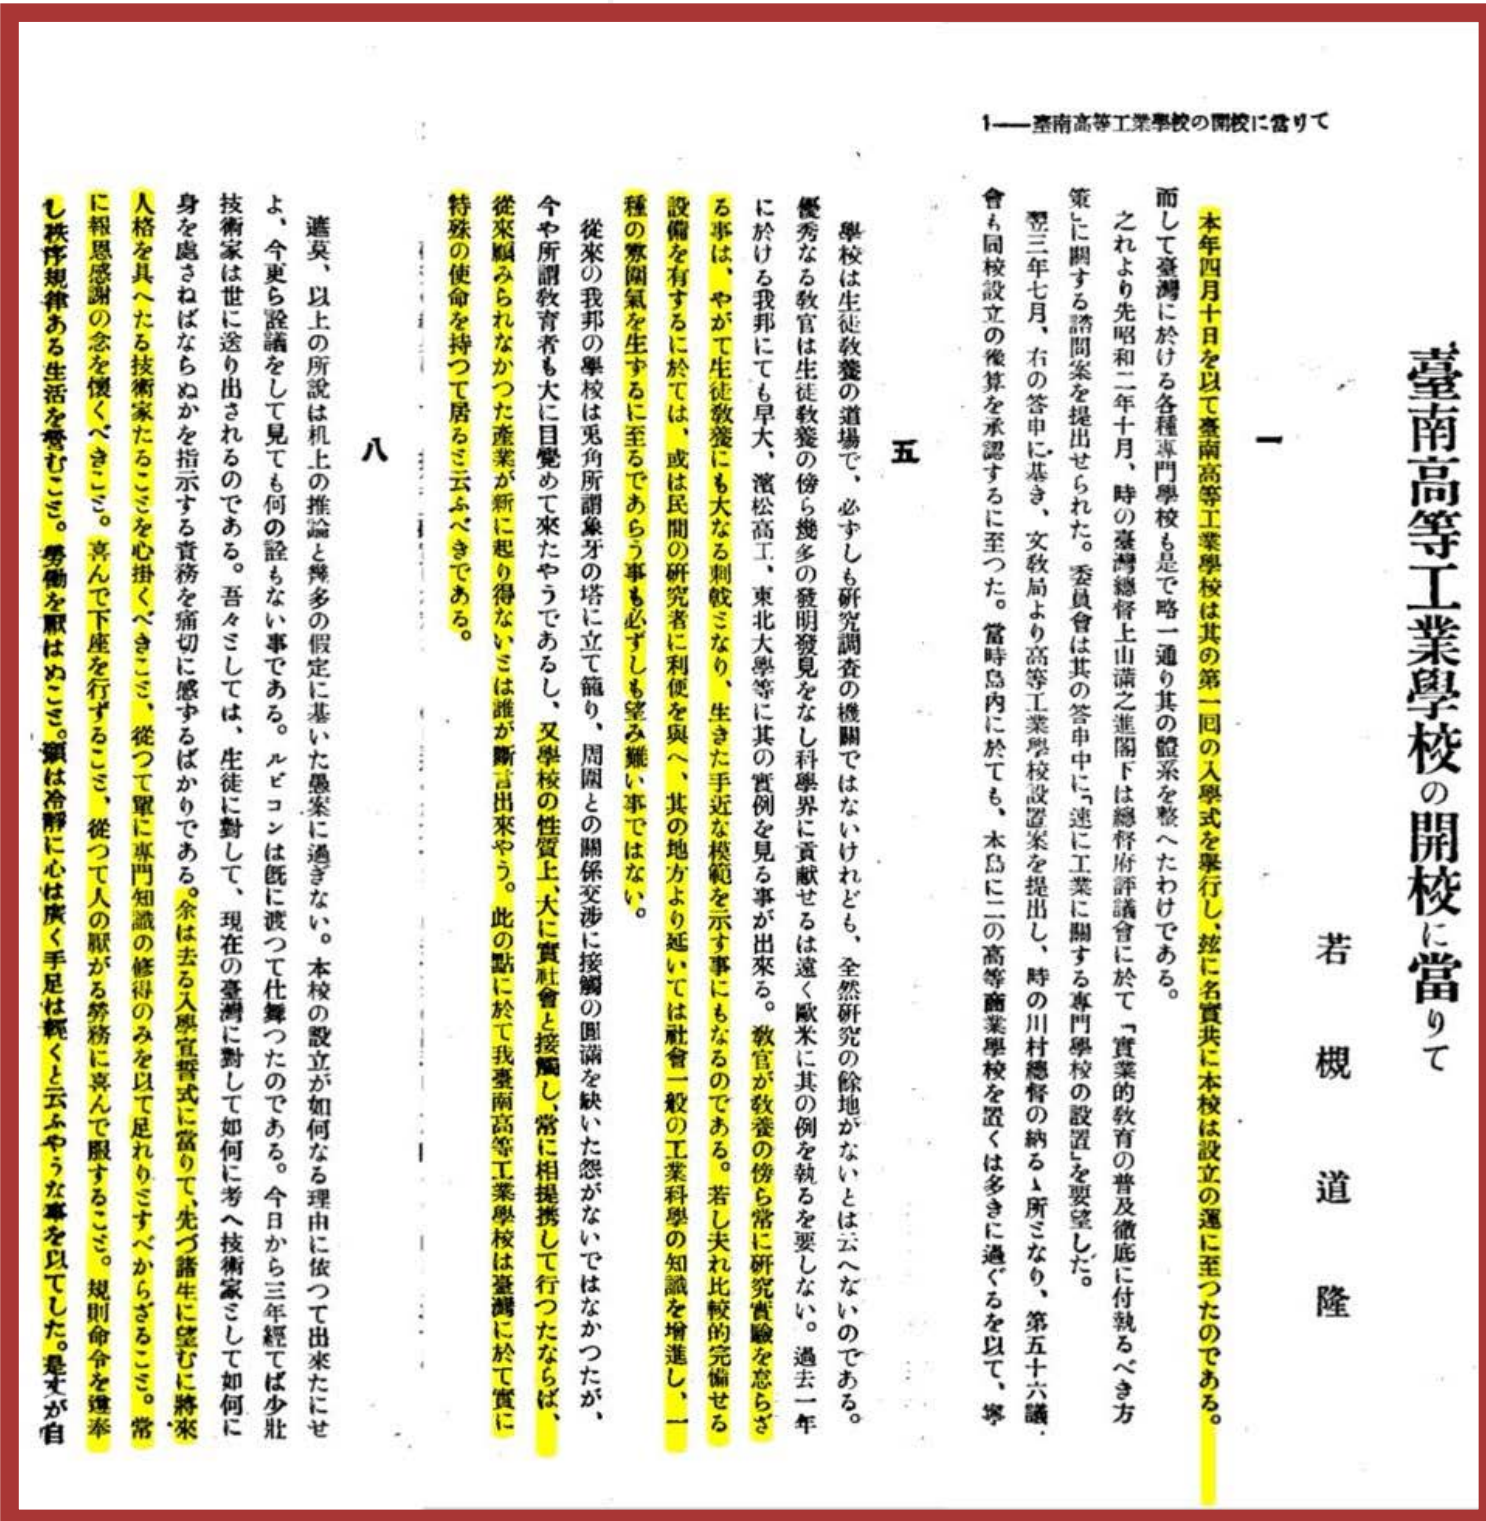 1——臺南高等工業學校の開校に當りて
臺南高等工業學校の開校に當りて
若槻道隆
一
本年四月十日を以て臺南高等工業學校は其の第一回の入學式を擧行し、玆に名實共に本校は設立の運に至つたのである。
而して臺灣に於ける各種專門學校も是で略一通り其の體系を整へたわけである。
之れより先昭和二年十月、時の臺灣總督上山滿之進閣下は總督府評議會に於て「實業的敎育の普及徹底に付執るべき方
策」に關する諮問案を提出せられた。委員會は其の答申中に「速に工業に關する專門學校の設置」を要望した。
翌三年七月、右の答申に基き、文敎局より高等工業學校設置案を提出し、時の川村總督の納るゝ所となり、第五十六議
會も同校設立の後算を承認するに至つた。當時島內に於ても、本島に二の高等商業學校を置くは多きに過ぐるを以て、寧
五
學校は生徒敎養の道場で、必ずしも硏究調査の機關ではないけれども、全然硏究の餘地がないとは云へないのである。
優秀なる敎官は生徒敎養の傍ら幾多の發明發見をなし科學界に貢獻せるは遠く歐米に其の例を執るを要しない。過去一年
に於ける我邦にても早大、濱松高工、東北大學等に其の實例を見る事が出來る。敎官が敎養の傍ら常に硏究實驗を怠らざ
る事は、やがて生徒敎養にも大なる刺戟となり、生きた手近な模範を示す事にもなるのである。若し夫れ比較的完備せる
設備を有するに於ては、或は民間の硏究者に利便を與へ、其の地方より延いては社會一般の工業科學の知識を增進し、一
種の雰圍氣を生ずるに至るであらう事も必ずしも望み難い事ではない。
從來の我邦の學校は兎角所謂象牙の塔に立て籠り、周圍との關係交涉に接觸の圓滿を缺いた怨がないではなかつたが、
今や所謂敎育者も大に目覺めて來たやうであるし、又學校の性質上、大に實社會と接觸し、常に相提携して行つたならば、
從來顧みられなかつた產業が新に起り得ないとは誰が斷言出來やう。此の點に於て我臺南高等工業學校は臺灣に於て實に
特殊の使命を持つて居ると云ふべきである。
八
遮莫、以上の所說は机上の推論と幾多の假定に基いた愚案に過ぎない。本校の設立が如何なる理由に依つて出來たにせ
よ、今更ら詮議をして見ても何の詮もない事である。ルビコンは旣に渡つて仕舞つたのである。今日から三年經てば少壯
技術家は世に送り出されるのである。吾々としては、生徒に對して、現在の臺灣に對して如何に考へ技術家として如何に
身を處さねばならぬかを指示する責務を痛切に感ずるばかりである。余は去る入學宣誓式に當りて、先づ諸生に望むに將來
人格を具へたる技術家たることを心掛くべきこと、從つて單に專門知識の修得のみを以て足れりとすべからざること。常
に報恩感謝の念を懷くべきこと。喜んで下座を行ずること、從つて人の厭がる勞務に喜んで服すること。規則命令を遵奉
し秩序規律ある生活を營むこと。勞働を厭はぬこと。頭は冷靜に心は廣く手足は輕くと云ふやうな事を以てした。是が自